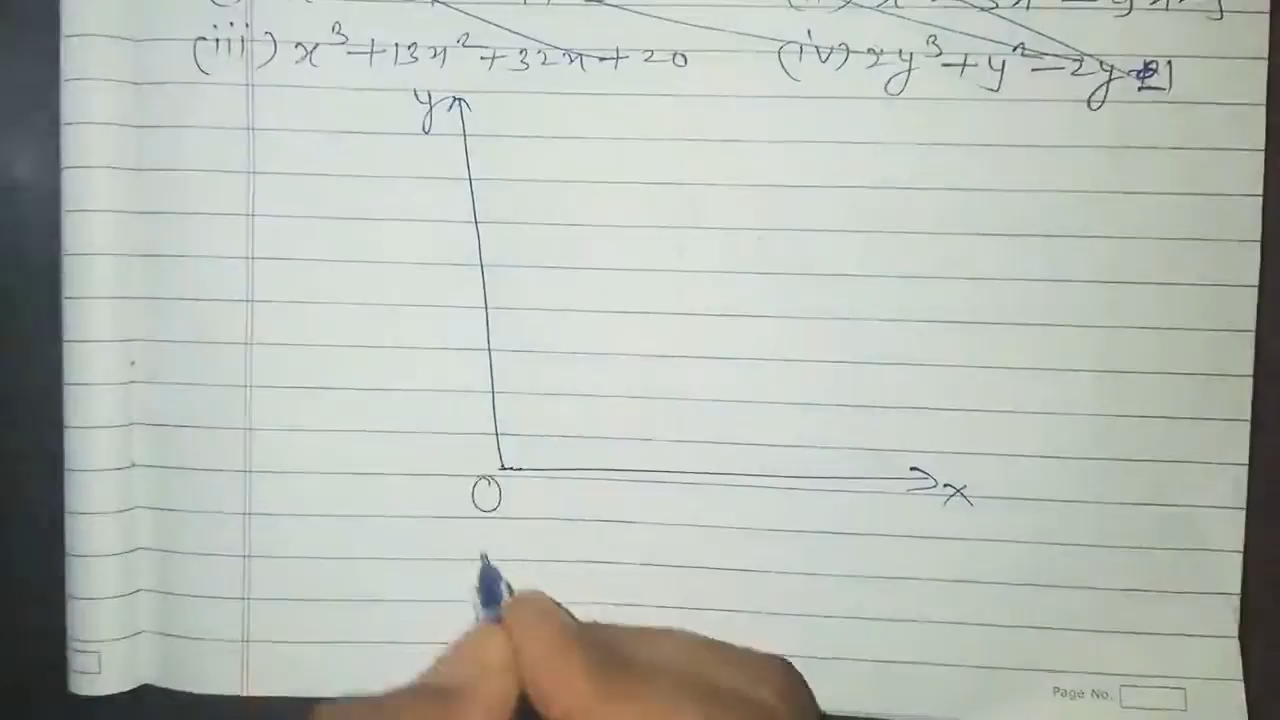 (iii) x³+13x²+32x+20 (iv) 2y³+y²-2y-1
y
O
x
Page No.